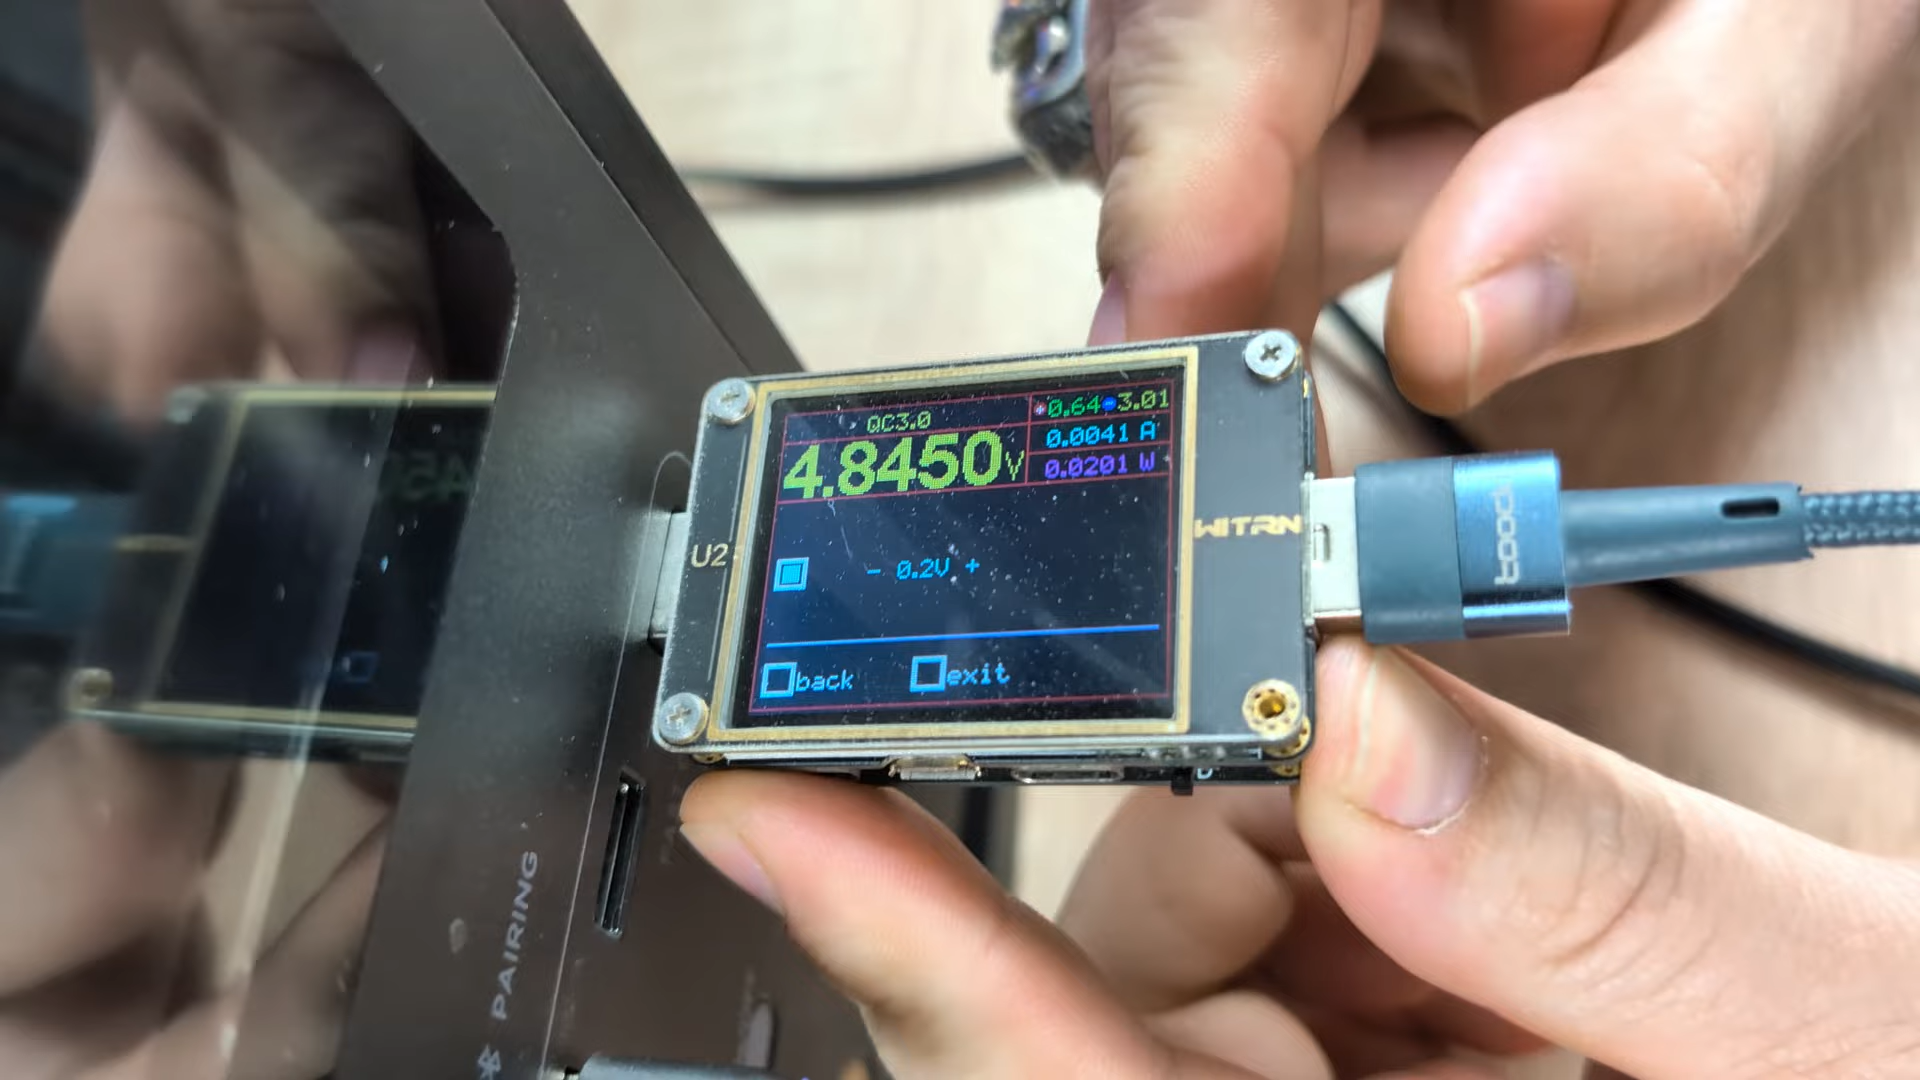 QC3.0
4.8450V
0.64 3.01
0.0041 A
0.0201 W
- 0.2V +
back
exit
U2
WITRN
toocki
PAIRING